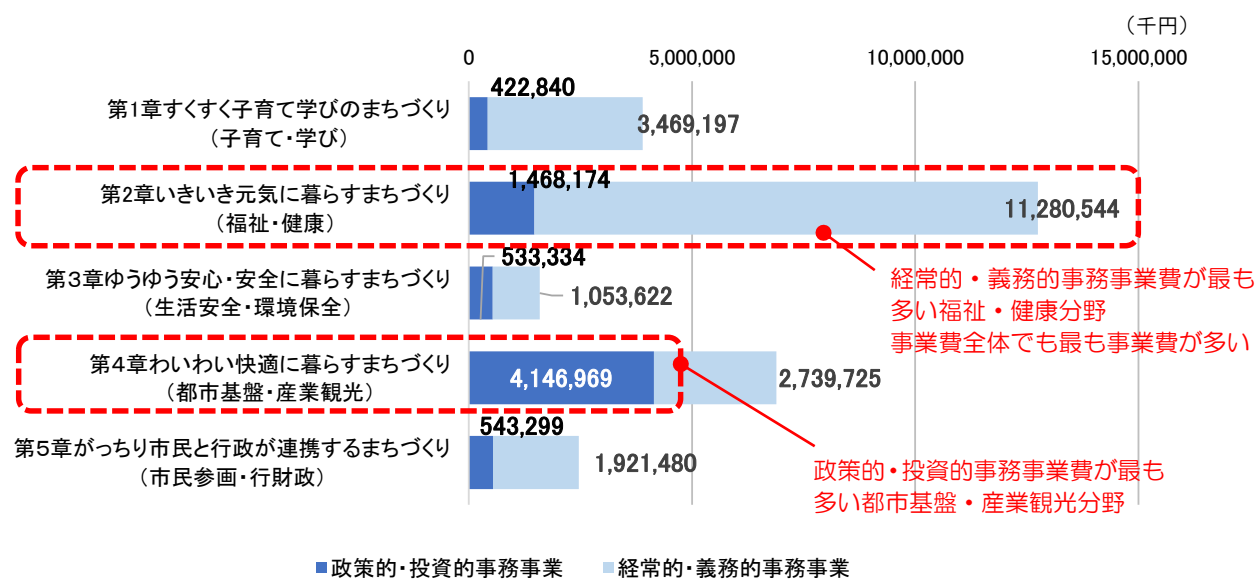 （千円）
0
5,000,000
10,000,000
15,000,000
第1章すくすく子育て学びのまちづくり
（子育て・学び）
422,840
3,469,197
第2章いきいき元気に暮らすまちづくり
（福祉・健康）
1,468,174
11,280,544
経常的・義務的事務事業費が最も
多い福祉・健康分野
事業費全体でも最も事業費が多い
第3章ゆうゆう安心・安全に暮らすまちづくり
（生活安全・環境保全）
533,334
1,053,622
第4章わいわい快適に暮らすまちづくり
（都市基盤・産業観光）
4,146,969
2,739,725
政策的・投資的事務事業費が最も
多い都市基盤・産業観光分野
第5章がっちり市民と行政が連携するまちづくり
（市民参画・行財政）
543,299
1,921,480
政策的・投資的事務事業
経常的・義務的事務事業